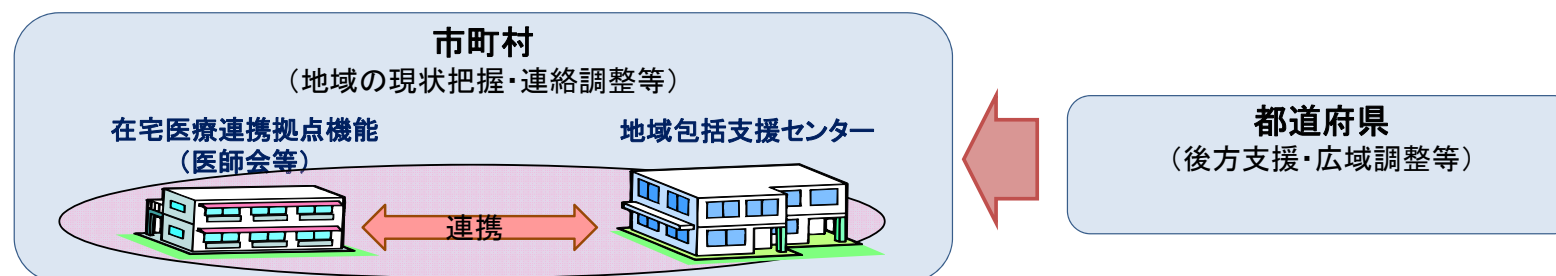 市町村
（地域の現状把握・連絡調整等）
在宅医療連携拠点機能
（医師会等）
地域包括支援センター
連携
都道府県
（後方支援・広域調整等）